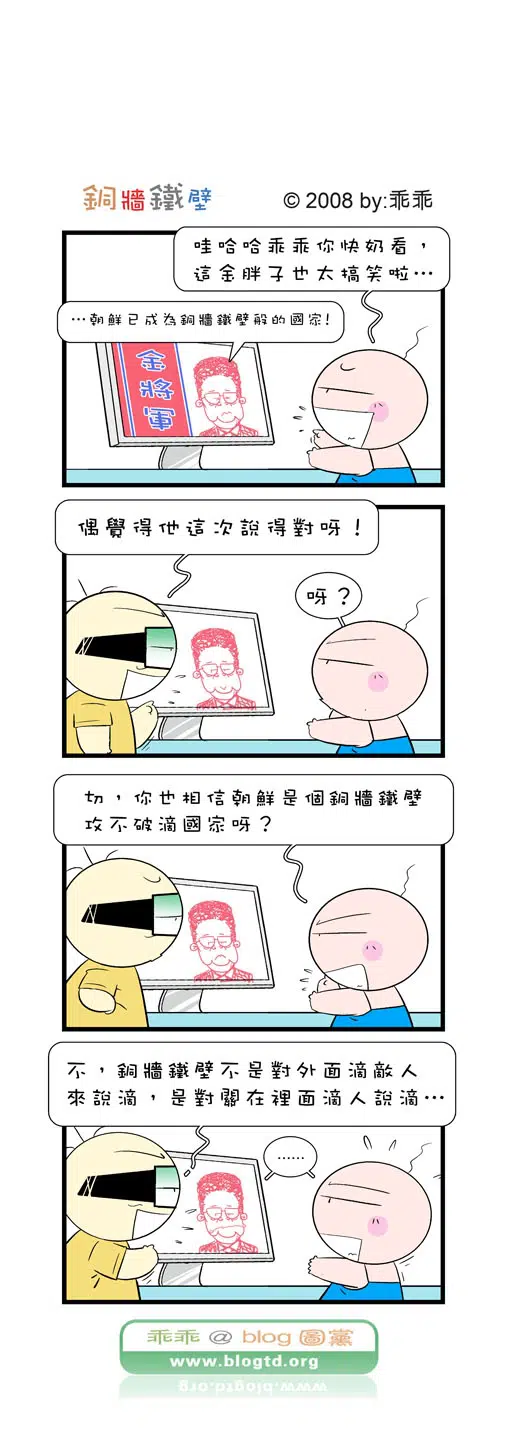 銅牆鐵壁
© 2008 by:乖乖
哇哈哈乖乖你快奶看，
這金胖子也太搞笑啦…
…朝鮮已成為銅牆鐵壁般的國家!
金將軍
偶覺得他這次說得對呀！
呀？
切，你也相信朝鮮是個銅牆鐵壁
攻不破滴國家呀？
不，銅牆鐵壁不是對外面滴敵人
來說滴，是對關在裡面滴人說滴…
……
乖乖@blog圖黨
www.blogtd.org